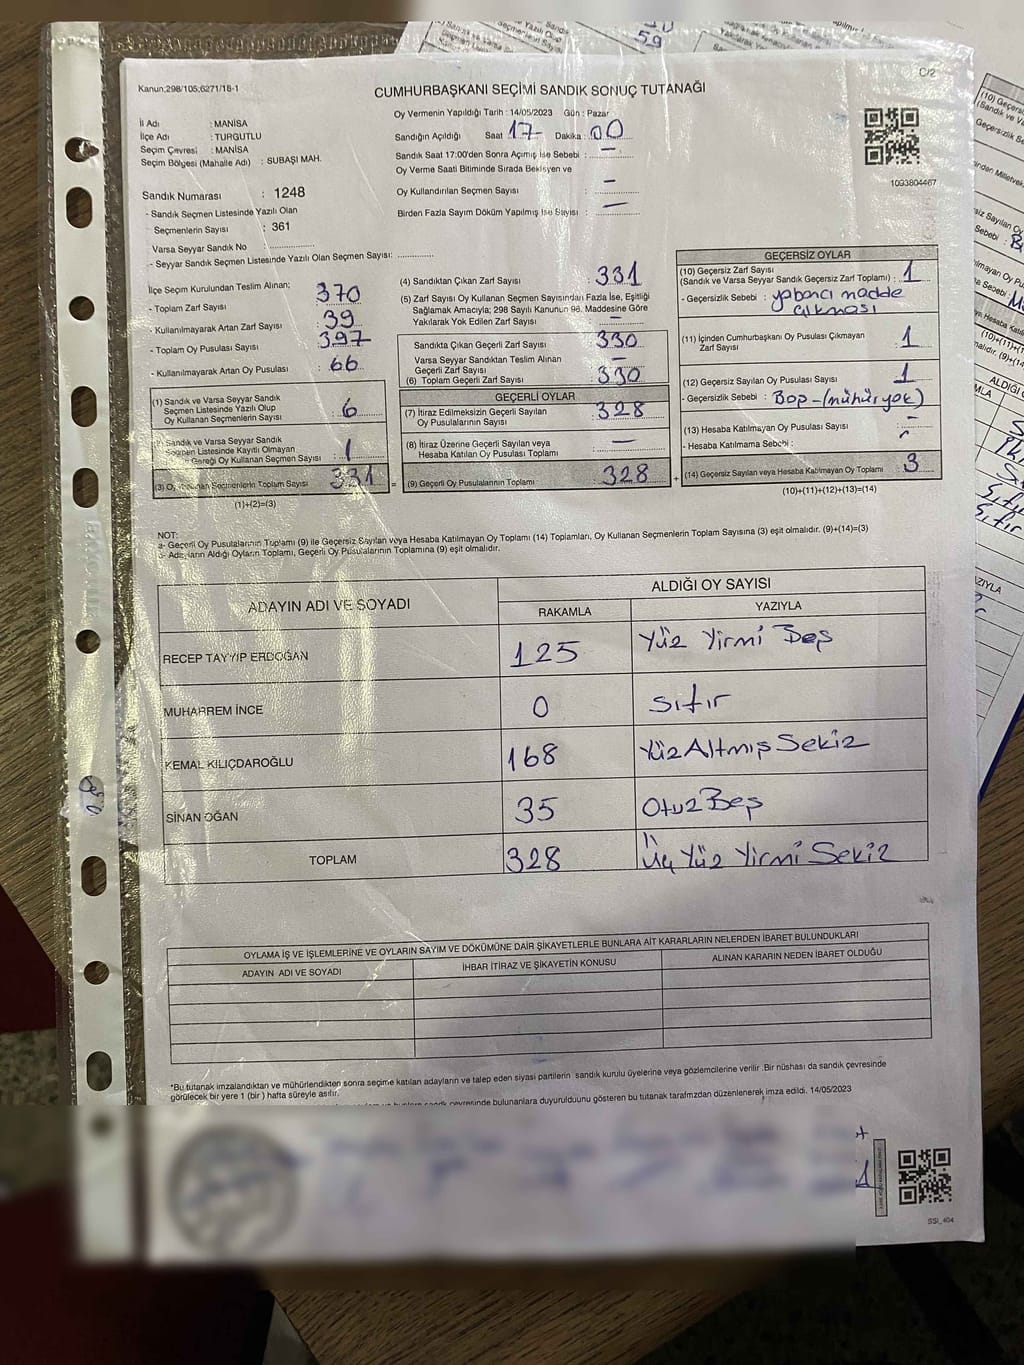 59
C/2
Kanun:298/105,6271/18-1
CUMHURBAŞKANI SEÇİMİ SANDIK SONUÇ TUTANAĞI
İl Adı : MANİSA
İlçe Adı : TURGUTLU
Seçim Çevresi : MANİSA
Seçim Bölgesi (Mahalle Adı) : SUBAŞI MAH.
Sandık Numarası : 1248
- Sandık Seçmen Listesinde Yazılı Olan
Seçmenlerin Sayısı : 361
Varsa Seyyar Sandık No :
- Seyyar Sandık Seçmen Listesinde Yazılı Olan Seçmen Sayısı:
Oy Vermenin Yapıldığı Tarih : 14/05/2023 Gün : Pazar
Sandığın Açıldığı Saat 17 Dakika : 00
Sandık Saat 17:00'den Sonra Açılmış İse Sebebi : —
Oy Verme Saati Bitiminde Sırada Bekleyen ve
Oy Kullandırılan Seçmen Sayısı : —
Birden Fazla Sayım Döküm Yapılmış İse Sayısı : —
1093804467
İlçe Seçim Kurulundan Teslim Alınan;
- Toplam Zarf Sayısı : 370
- Kullanılmayarak Artan Zarf Sayısı : 39
- Toplam Oy Pusulası Sayısı : 397
- Kullanılmayarak Artan Oy Pusulası : 66
(1) Sandık ve Varsa Seyyar Sandık
Seçmen Listesinde Yazılı Olup
Oy Kullanan Seçmenlerin Sayısı : 6
Sandık ve Varsa Seyyar Sandık
Seçmen Listesinde Kayıtlı Olmayan
Gereği Oy Kullanan Seçmen Sayısı : 1
(3) Oy Kullanan Seçmenlerin Toplam Sayısı 331 =
(1)+(2)=(3)
(4) Sandıktan Çıkan Zarf Sayısı : 331
(5) Zarf Sayısı Oy Kullanan Seçmen Sayısından Fazla İse, Eşitliği
Sağlamak Amacıyla; 298 Sayılı Kanunun 98. Maddesine Göre
Yakılarak Yok Edilen Zarf Sayısı : —
Sandıkta Çıkan Geçerli Zarf Sayısı : 330
Varsa Seyyar Sandıktan Teslim Alınan
Geçerli Zarf Sayısı : —
(6) Toplam Geçerli Zarf Sayısı : 330
GEÇERLİ OYLAR
(7) İtiraz Edilmeksizin Geçerli Sayılan
Oy Pusulalarının Sayısı : 328
(8) İtiraz Üzerine Geçerli Sayılan veya
Hesaba Katılan Oy Pusulası Toplamı : —
(9) Geçerli Oy Pusulalarının Toplamı : 328 +
GEÇERSİZ OYLAR
(10) Geçersiz Zarf Sayısı
(Sandık ve Varsa Seyyar Sandık Geçersiz Zarf Toplamı) : 1
- Geçersizlik Sebebi : yabancı madde
çıkması
(11) İçinden Cumhurbaşkanı Oy Pusulası Çıkmayan
Zarf Sayısı : 1
(12) Geçersiz Sayılan Oy Pusulası Sayısı : 1
- Geçersizlik Sebebi : Boş-(mühür yok)
(13) Hesaba Katılmayan Oy Pusulası Sayısı : —
- Hesaba Katılmama Sebebi :
(14) Geçersiz Sayılan veya Hesaba Katılmayan Oy Toplamı : 3
(10)+(11)+(12)+(13)=(14)
NOT:
a- Geçerli Oy Pusulalarının Toplamı (9) ile Geçersiz Sayılan veya Hesaba Katılmayan Oy Toplamı (14) Toplamları, Oy Kullanan Seçmenlerin Toplam Sayısına (3) eşit olmalıdır. (9)+(14)=(3)
b- Adayların Aldığı Oyların Toplamı, Geçerli Oy Pusulalarının Toplamına (9) eşit olmalıdır.
ADAYIN ADI VE SOYADI ALDIĞI OY SAYISI
RAKAMLA YAZIYLA
RECEP TAYYİP ERDOĞAN 125 Yüz Yirmi Beş
MUHARREM İNCE 0 Sıfır
KEMAL KILIÇDAROĞLU 168 Yüz Altmış Sekiz
SİNAN OĞAN 35 Otuz Beş
TOPLAM 328 Üç Yüz Yirmi Sekiz
OYLAMA İŞ VE İŞLEMLERİNE VE OYLARIN SAYIM VE DÖKÜMÜNE DAİR ŞİKAYETLERLE BUNLARA AİT KARARLARIN NELERDEN İBARET BULUNDUKLARI
ADAYIN ADI VE SOYADI İHBAR İTİRAZ VE ŞİKAYETİN KONUSU ALINAN KARARIN NEDEN İBARET OLDUĞU
*Bu tutanak imzalandıktan ve mühürlendikten sonra seçime katılan adayların ve talep eden siyasi partilerin sandık kurulu üyelerine veya gözlemcilerine verilir .Bir nüshası da sandık çevresinde
görülecek bir yere 1 (bir ) hafta süreyle asılır.
çevresinde bulunanlara duyurulduğunu gösteren bu tutanak tarafımızdan düzenlenerek imza edildi. 14/05/2023
SSI_404